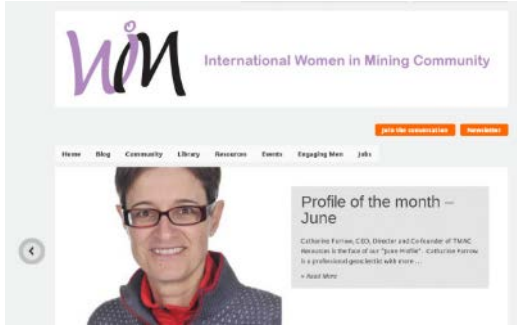 WiM
International Women in Mining Community
Join the conversation
Newsletter
Home Blog Community Library Resources Events Engaging Men Jobs
Profile of the month –
June
Catharine Farrow, CEO, Director and Co-founder of TMAC
Resources is the face of our "June Profile". Catharine Farrow
is a professional geoscientist with more ...
» Read More